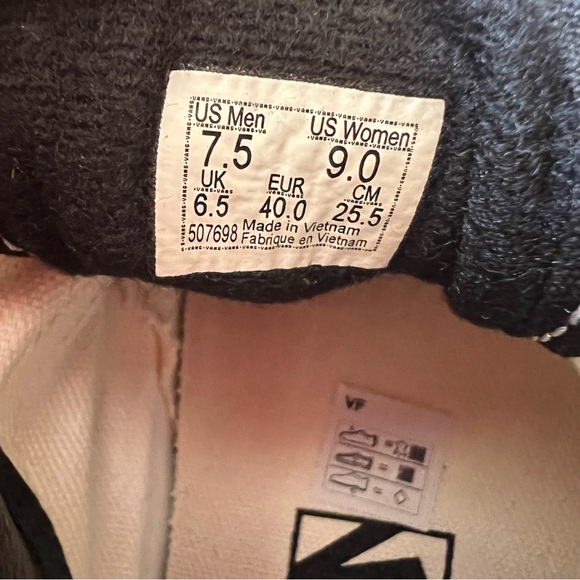 US Men US Women
7.5 9.0
UK EUR CM
6.5 40.0 25.5
507698 Made in Vietnam
Fabrique en Vietnam
VF